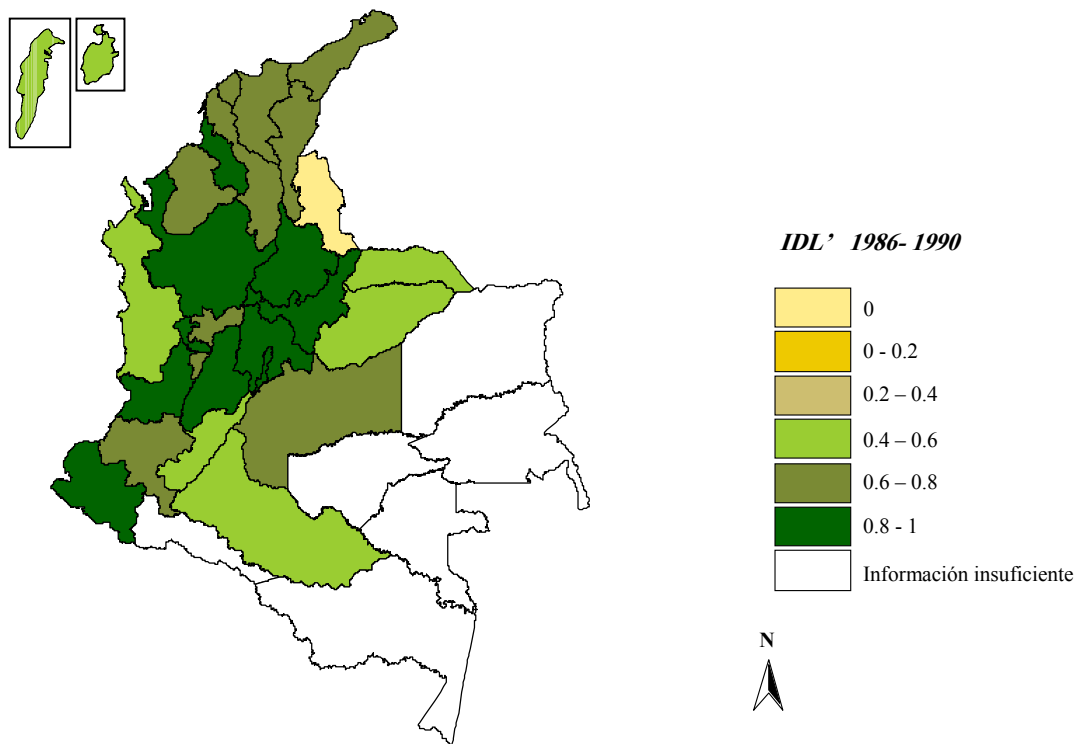 IDL’ 1986- 1990
0
0 - 0.2
0.2 – 0.4
0.4 – 0.6
0.6 – 0.8
0.8 - 1
Información insuficiente
N